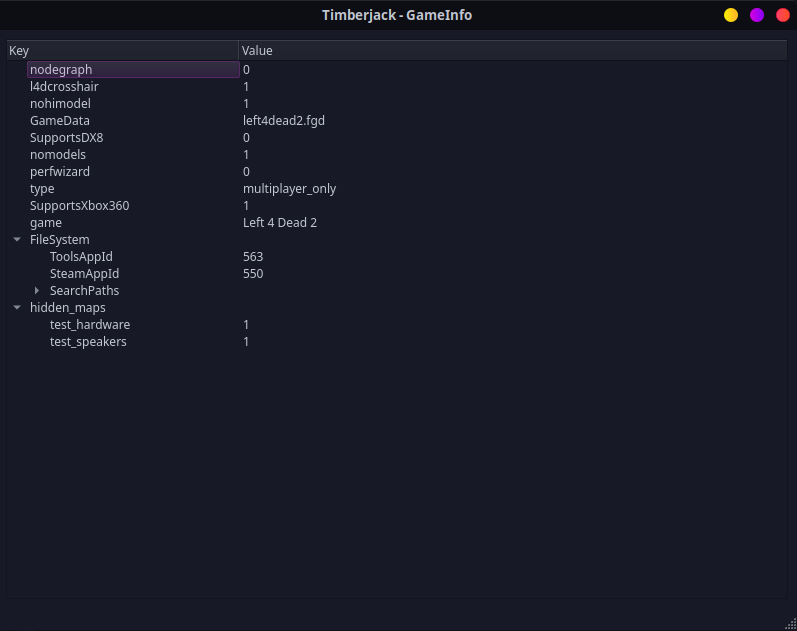 Timberjack - GameInfo
Key Value
nodegraph 0
l4dcrosshair 1
nohimodel 1
GameData left4dead2.fgd
SupportsDX8 0
nomodels 1
perfwizard 0
type multiplayer_only
SupportsXbox360 1
game Left 4 Dead 2
FileSystem
ToolsAppId 563
SteamAppId 550
SearchPaths
hidden_maps
test_hardware 1
test_speakers 1